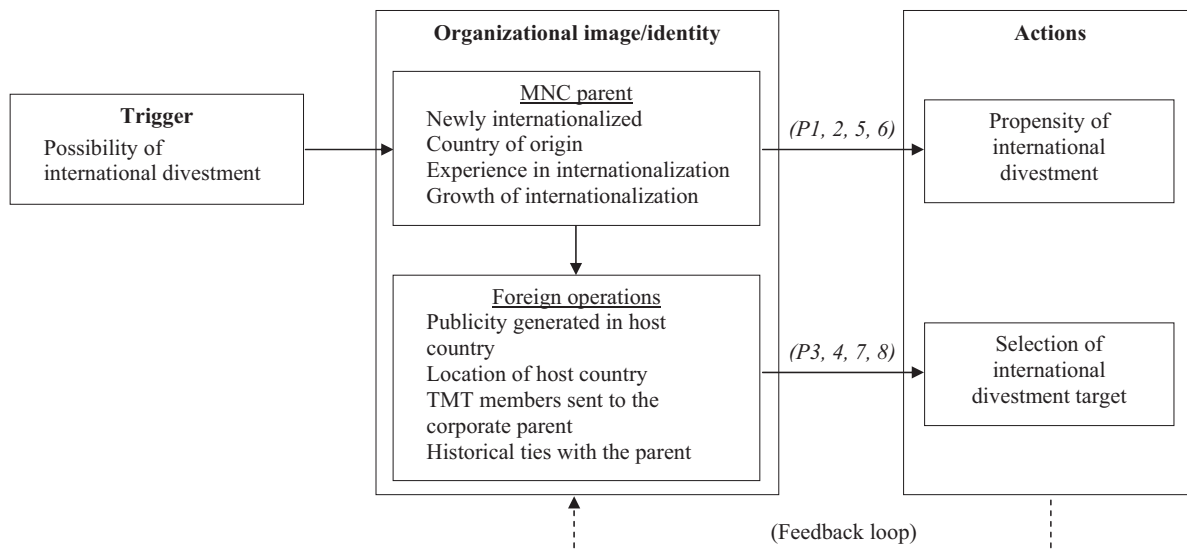 Trigger
Possibility of
international divestment
Organizational image/identity
MNC parent
Newly internationalized
Country of origin
Experience in internationalization
Growth of internationalization
Foreign operations
Publicity generated in host
country
Location of host country
TMT members sent to the
corporate parent
Historical ties with the parent
(P1, 2, 5, 6)
(P3, 4, 7, 8)
Actions
Propensity of
international
divestment
Selection of
international
divestment target
(Feedback loop)